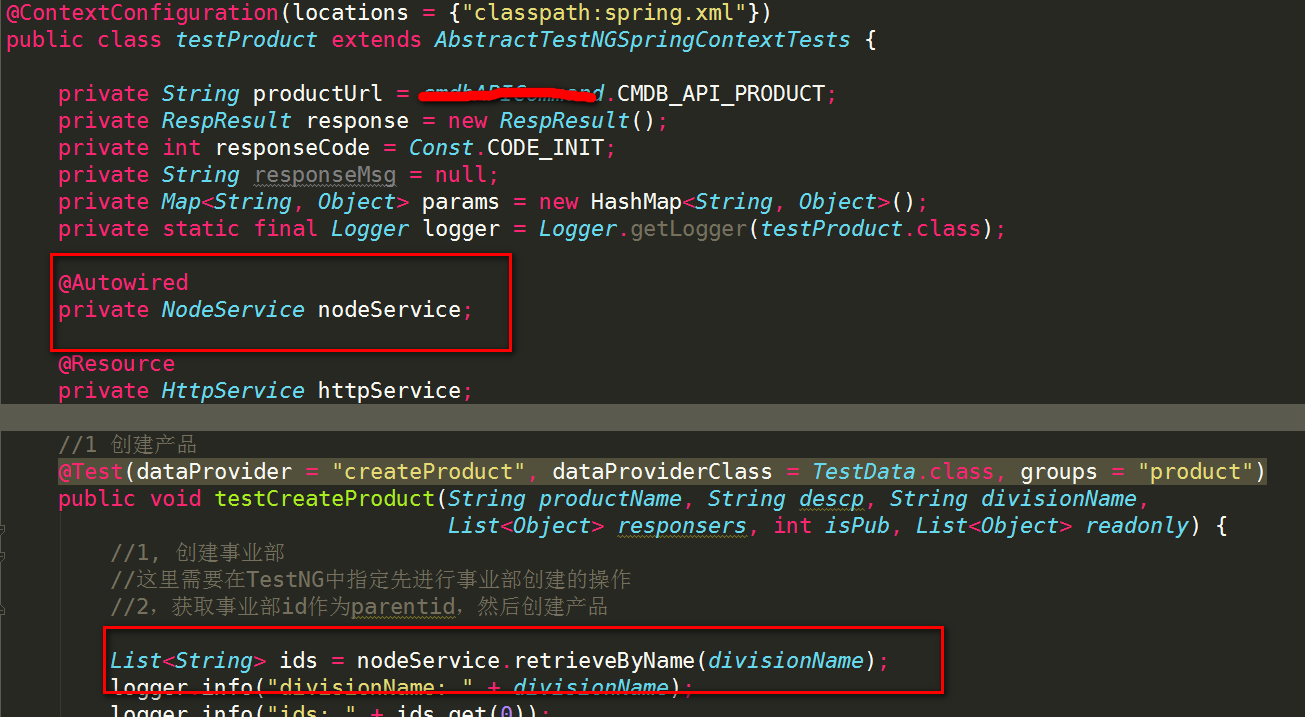 @ContextConfiguration(locations = {"classpath:spring.xml"})
public class testProduct extends AbstractTestNGSpringContextTests {
private String productUrl = .CMDB_API_PRODUCT;
private RespResult response = new RespResult();
private int responseCode = Const.CODE_INIT;
private String responseMsg = null;
private Map<String, Object> params = new HashMap<String, Object>();
private static final Logger logger = Logger.getLogger(testProduct.class);
@Autowired
private NodeService nodeService;
@Resource
private HttpService httpService;
//1 创建产品
@Test(dataProvider = "createProduct", dataProviderClass = TestData.class, groups = "product")
public void testCreateProduct(String productName, String descp, String divisionName,
List<Object> responsers, int isPub, List<Object> readonly) {
//1, 创建事业部
//这里需要在TestNG中指定先进行事业部创建的操作
//2，获取事业部id作为parentid，然后创建产品
List<String> ids = nodeService.retrieveByName(divisionName);
logger.info("divisionName: " + divisionName);
logger.info("ids: " + ids.get(0));